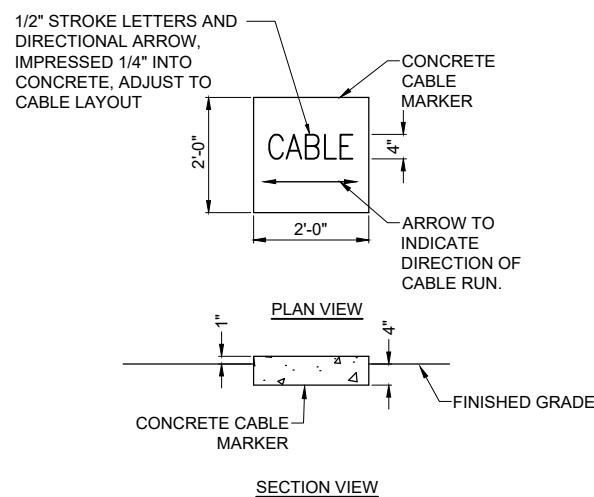 1/2" STROKE LETTERS AND
DIRECTIONAL ARROW,
IMPRESSED 1/4" INTO
CONCRETE, ADJUST TO
CABLE LAYOUT
CONCRETE
CABLE
MARKER
2'-0"
CABLE
4"
2'-0"
ARROW TO
INDICATE
DIRECTION OF
CABLE RUN.
PLAN VIEW
1"
4"
FINISHED GRADE
CONCRETE CABLE
MARKER
SECTION VIEW